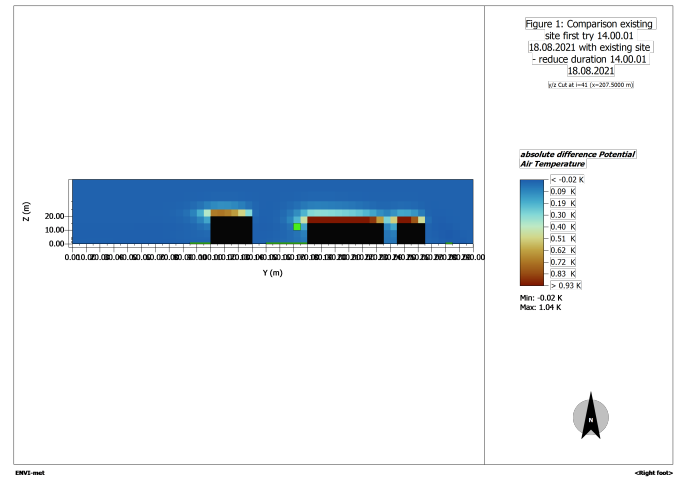 Figure 1: Comparison existing
site first try 14.00.01
18.08.2021 with existing site
- reduce duration 14.00.01
18.08.2021
y/z Cut at i=41 (x=207.5000 m)
absolute difference Potential
Air Temperature
< -0.02 K
0.09 K
0.19 K
0.30 K
0.40 K
0.51 K
0.62 K
0.72 K
0.83 K
> 0.93 K
Min: -0.02 K
Max: 1.04 K
Z (m)
20.00
10.00
0.00
Y (m)
N
ENVI-met
<Right foot>